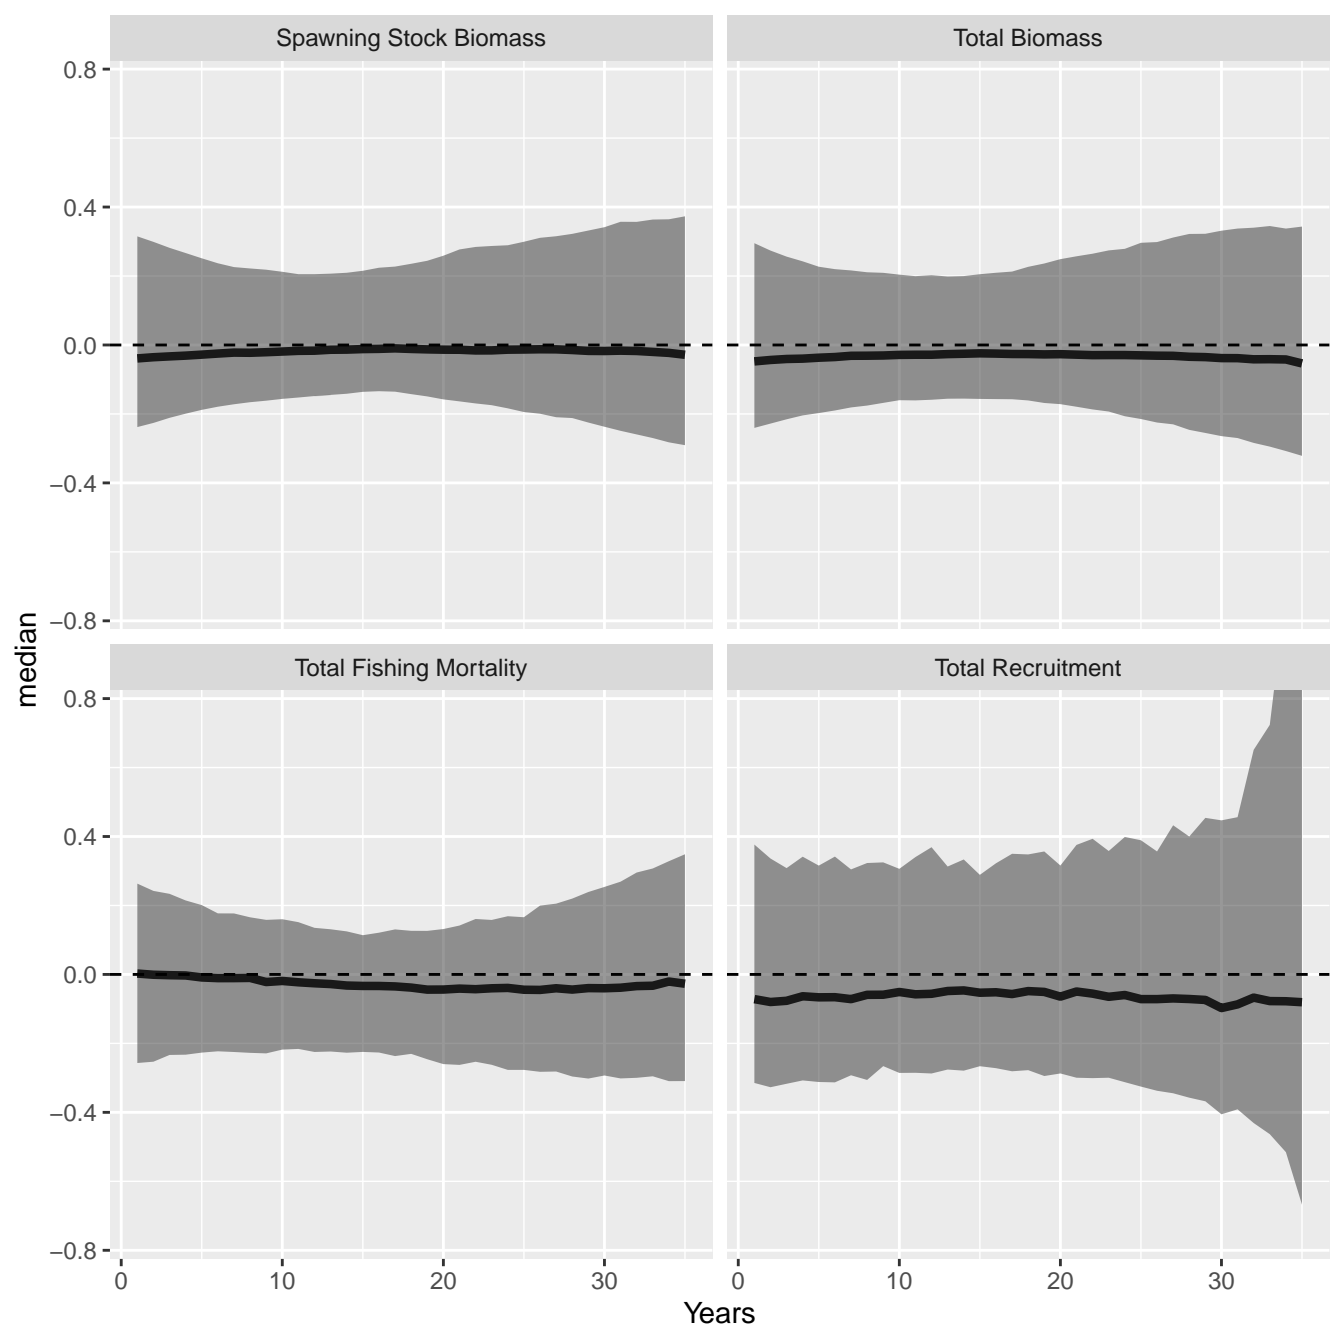 Spawning Stock Biomass
Total Biomass
0.8
0.4
0.0
−0.4
−0.8
Total Fishing Mortality
Total Recruitment
0.8
0.4
0.0
−0.4
−0.8
0 10 20 30
0 10 20 30
Years
median